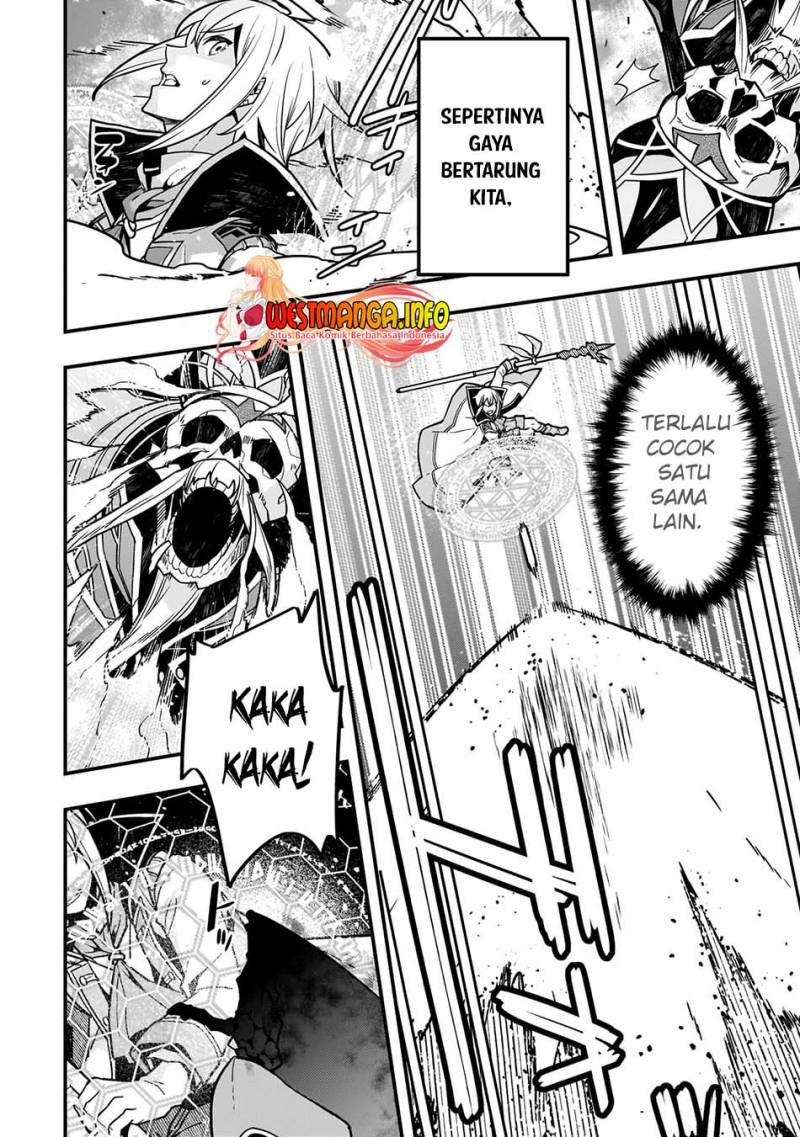 SEPERTINYA
GAYA
BERTARUNG
KITA,
WESTMANGA.INFO
Situs Baca Komik Berbahasa Indonesia
TERLALU
COCOK
SATU
SAMA
LAIN.
KAKA
KAKA!